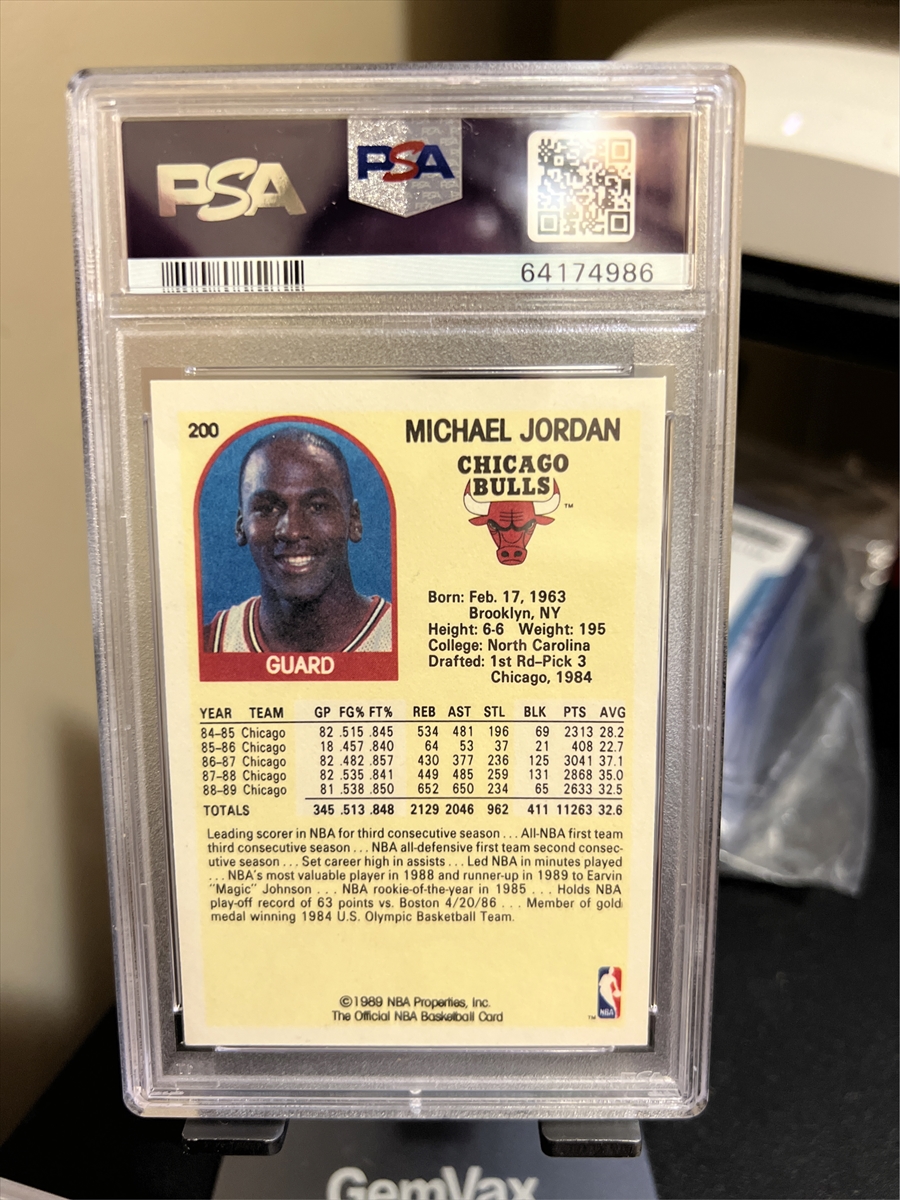 PSA PSA
64174986
200 MICHAEL JORDAN
CHICAGO
BULLS™
Born: Feb. 17, 1963
Brooklyn, NY
Height: 6-6 Weight: 195
College: North Carolina
Drafted: 1st Rd-Pick 3
Chicago, 1984
GUARD
YEAR TEAM GP FG% FT% REB AST STL BLK PTS AVG
84-85 Chicago 82 .515 .845 534 481 196 69 2313 28.2
85-86 Chicago 18 .457 .840 64 53 37 21 408 22.7
86-87 Chicago 82 .482 .857 430 377 236 125 3041 37.1
87-88 Chicago 82 .535 .841 449 485 259 131 2868 35.0
88-89 Chicago 81 .538 .850 652 650 234 65 2633 32.5
TOTALS 345 .513 .848 2129 2046 962 411 11263 32.6
Leading scorer in NBA for third consecutive season . . . All-NBA first team
third consecutive season . . . NBA all-defensive first team second consec-
utive season . . . Set career high in assists . . . Led NBA in minutes played
. . . NBA's most valuable player in 1988 and runner-up in 1989 to Earvin
"Magic" Johnson . . . NBA rookie-of-the-year in 1985 . . . Holds NBA
play-off record of 63 points vs. Boston 4/20/86 . . . Member of gold
medal winning 1984 U.S. Olympic Basketball Team.
©1989 NBA Properties, Inc.
The Official NBA Basketball Card
™ NBA
GemVax